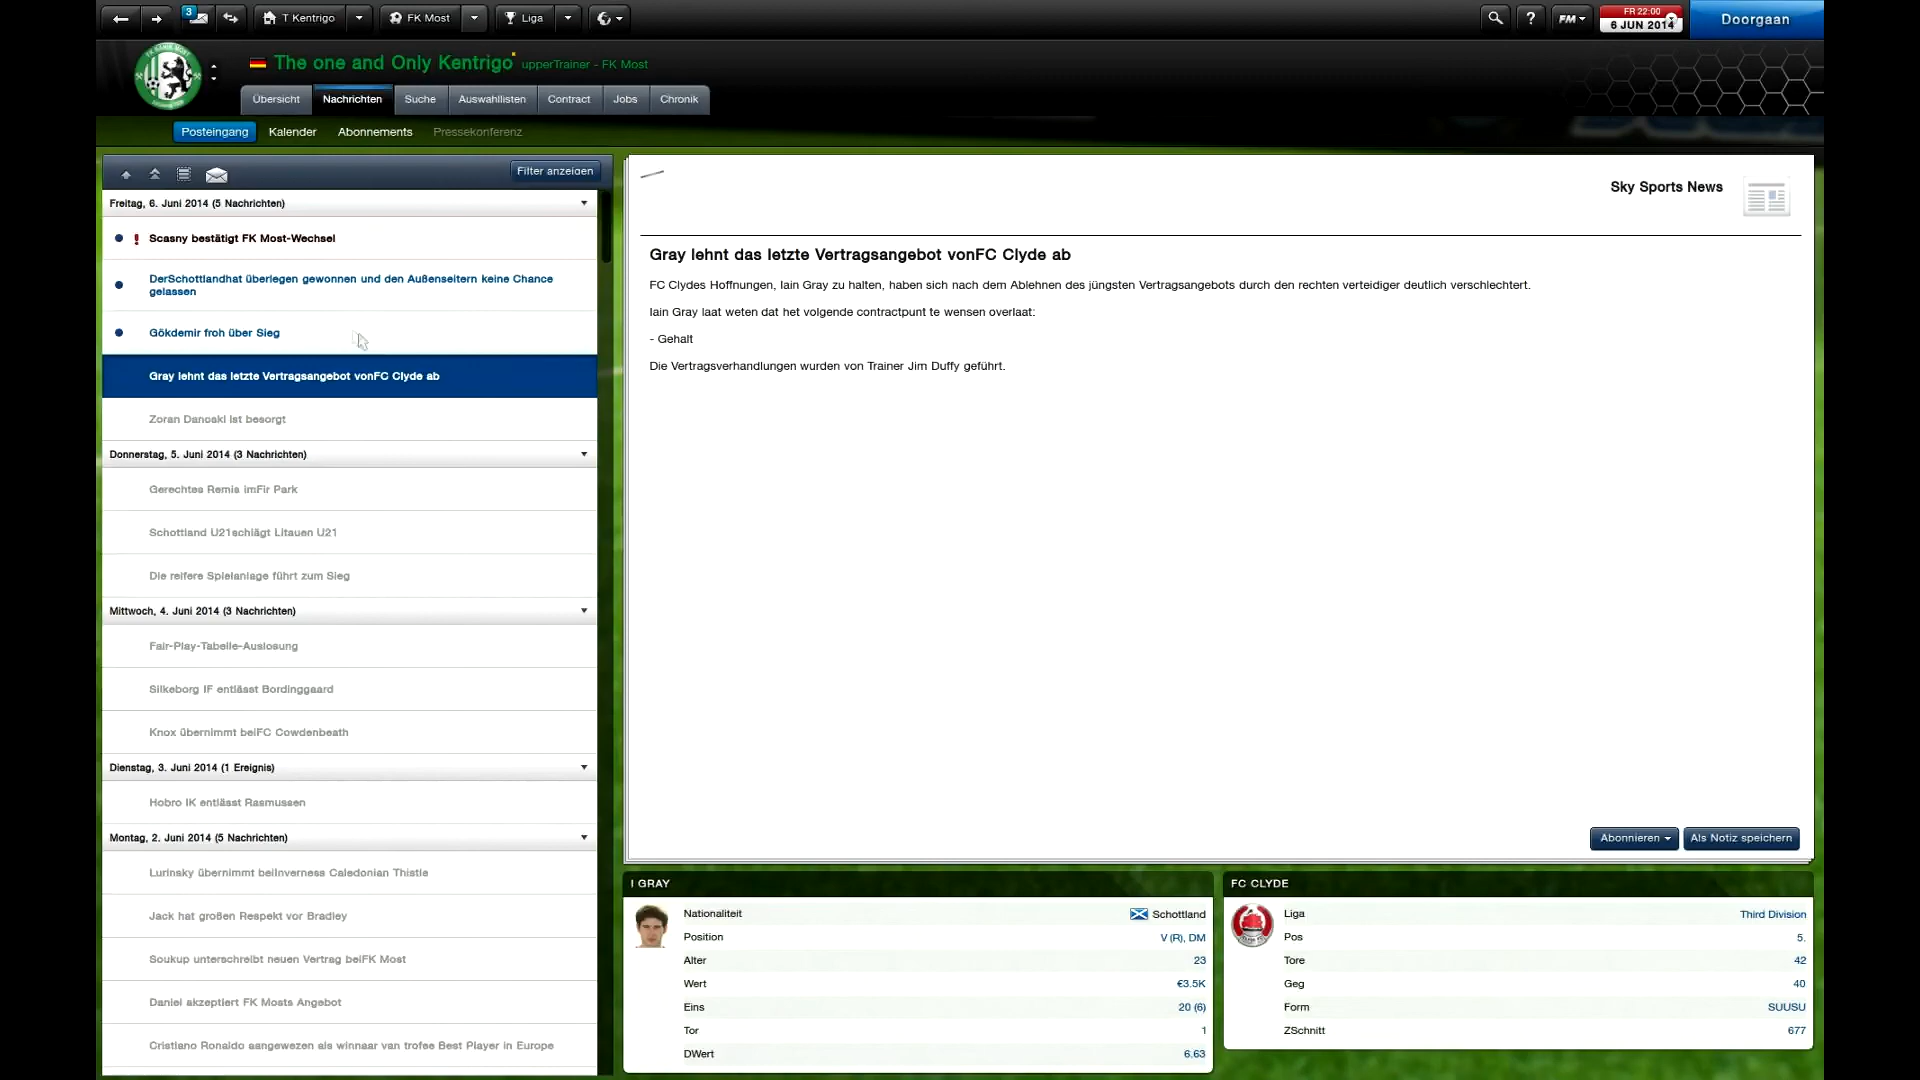 3
T Kentrigo
FK Most
Liga
?
FM
FR 22:00
6 JUN 2014
Doorgaan
The one and Only Kentrigo
upperTrainer - FK Most
Übersicht
Nachrichten
Suche
Auswahllisten
Contract
Jobs
Chronik
Posteingang
Kalender
Abonnements
Pressekonferenz
Filter anzeigen
Freitag, 6. Juni 2014 (5 Nachrichten)
Scasny bestätigt FK Most-Wechsel
DerSchottlandhat überlegen gewonnen und den Außenseitern keine Chance
gelassen
Gökdemir froh über Sieg
Gray lehnt das letzte Vertragsangebot vonFC Clyde ab
Zoran Danoski ist besorgt
Donnerstag, 5. Juni 2014 (3 Nachrichten)
Gerechtes Remis imFir Park
Schottland U21schlägt Litauen U21
Die reifere Spielanlage führt zum Sieg
Mittwoch, 4. Juni 2014 (3 Nachrichten)
Fair-Play-Tabelle-Auslosung
Silkeborg IF entlässt Bordinggaard
Knox übernimmt beiFC Cowdenbeath
Dienstag, 3. Juni 2014 (1 Ereignis)
Hobro IK entlässt Rasmussen
Montag, 2. Juni 2014 (5 Nachrichten)
Lurinsky übernimmt beiInverness Caledonian Thistle
Jack hat großen Respekt vor Bradley
Soukup unterschreibt neuen Vertrag beiFK Most
Daniel akzeptiert FK Mosts Angebot
Cristiano Ronaldo aangewezen als winnaar van trofee Best Player in Europe
Sky Sports News
Gray lehnt das letzte Vertragsangebot vonFC Clyde ab
FC Clydes Hoffnungen, Iain Gray zu halten, haben sich nach dem Ablehnen des jüngsten Vertragsangebots durch den rechten verteidiger deutlich verschlechtert.
Iain Gray laat weten dat het volgende contractpunt te wensen overlaat:
- Gehalt
Die Vertragsverhandlungen wurden von Trainer Jim Duffy geführt.
Abonnieren
Als Notiz speichern
I GRAY
Nationaliteit Schottland
Position V (R), DM
Alter 23
Wert €3.5K
Eins 20 (6)
Tor 1
DWert 6.63
FC CLYDE
Liga Third Division
Pos 5.
Tore 42
Geg 40
Form SUUSU
ZSchnitt 677